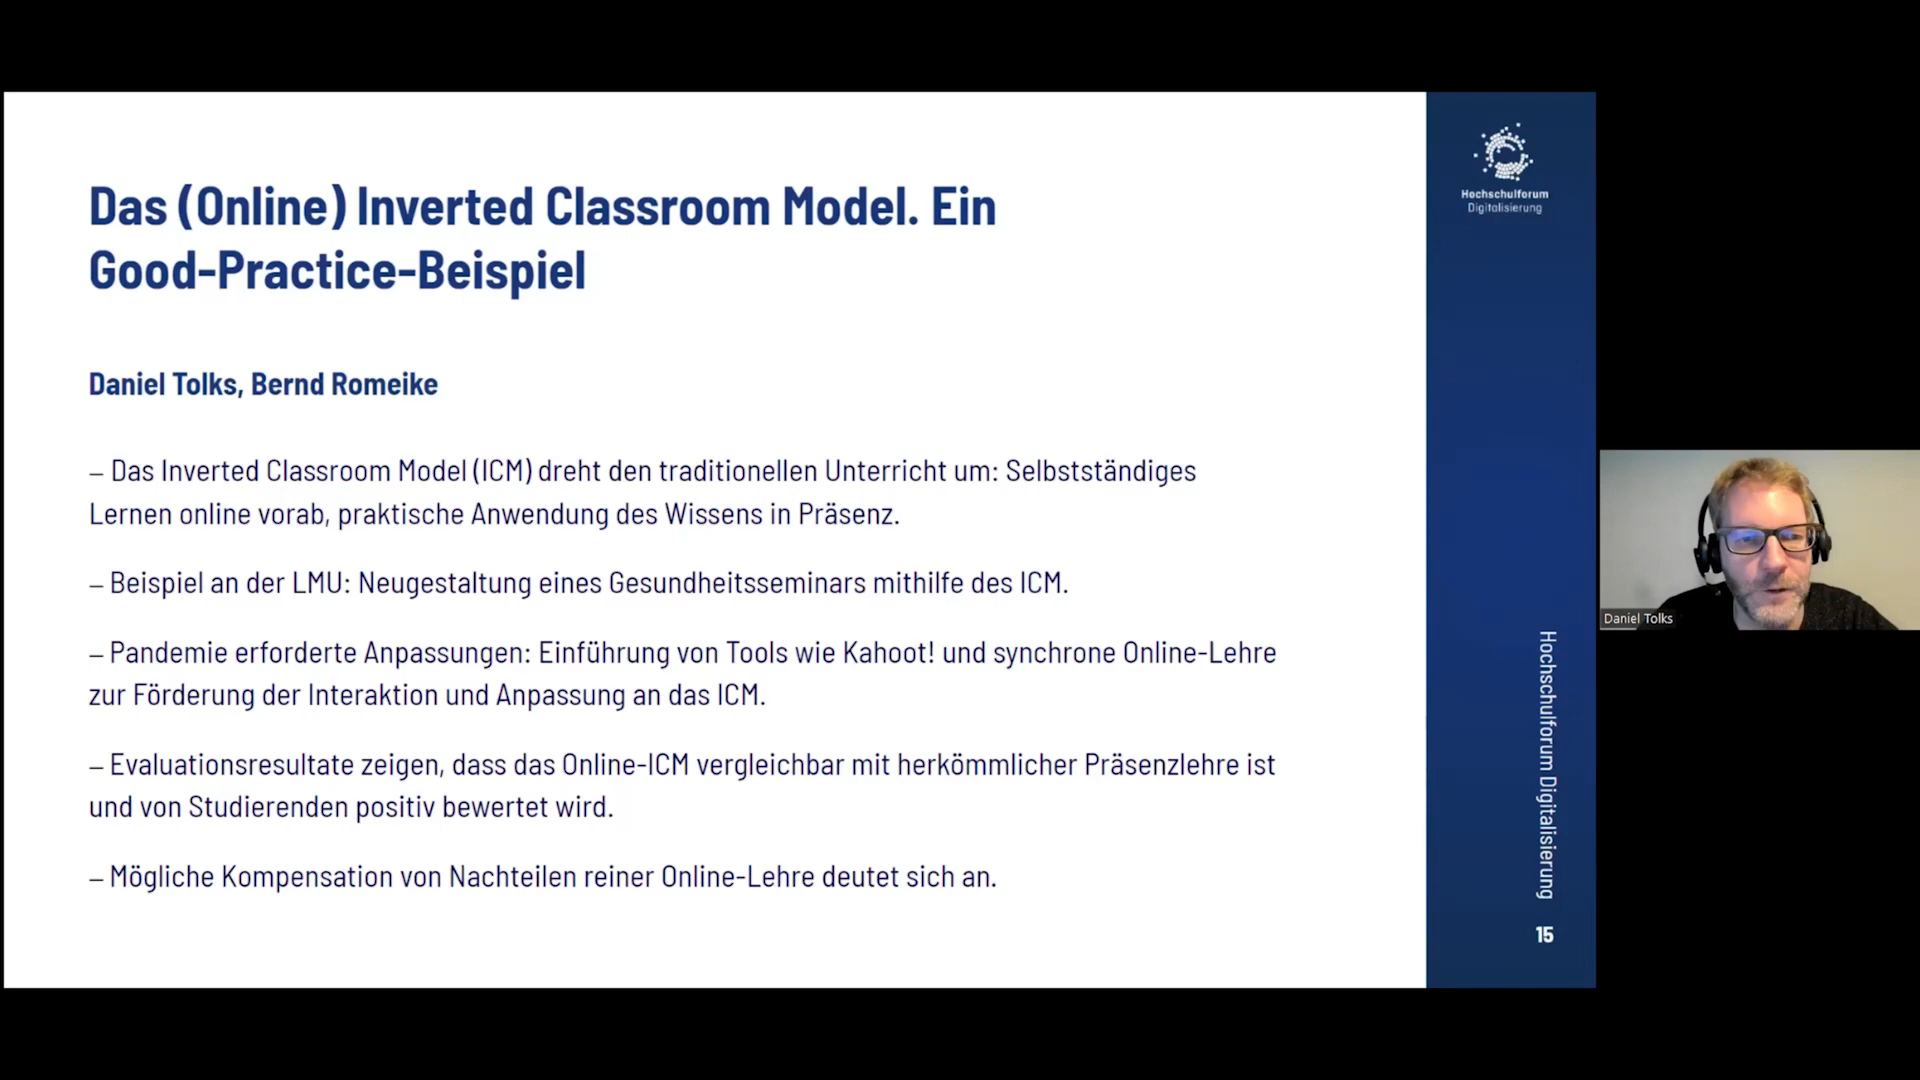 Das (Online) Inverted Classroom Model. Ein
Good-Practice-Beispiel
Daniel Tolks, Bernd Romeike
– Das Inverted Classroom Model (ICM) dreht den traditionellen Unterricht um: Selbstständiges
Lernen online vorab, praktische Anwendung des Wissens in Präsenz.
– Beispiel an der LMU: Neugestaltung eines Gesundheitsseminars mithilfe des ICM.
– Pandemie erforderte Anpassungen: Einführung von Tools wie Kahoot! und synchrone Online-Lehre
zur Förderung der Interaktion und Anpassung an das ICM.
– Evaluationsresultate zeigen, dass das Online-ICM vergleichbar mit herkömmlicher Präsenzlehre ist
und von Studierenden positiv bewertet wird.
– Mögliche Kompensation von Nachteilen reiner Online-Lehre deutet sich an.
Hochschulforum
Digitalisierung
Hochschulforum Digitalisierung
15
Daniel Tolks